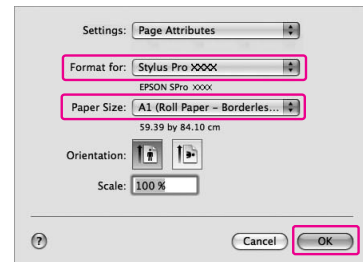 Settings: Page Attributes
Format for: Stylus Pro XXXX
EPSON SPro XXXX
Paper Size: A1 (Roll Paper – Borderles...
59.39 by 84.10 cm
Orientation:
Scale: 100 %
? Cancel OK